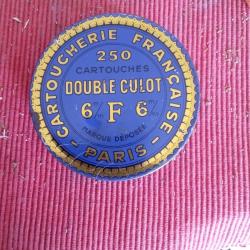 CARTOUCHERIE FRANÇAISE
250
CARTOUCHES
DOUBLE CULOT
6 F 6
MARQUE DÉPOSÉE
- PARIS -